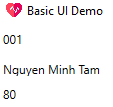 Basic UI Demo
001
Nguyen Minh Tam
80